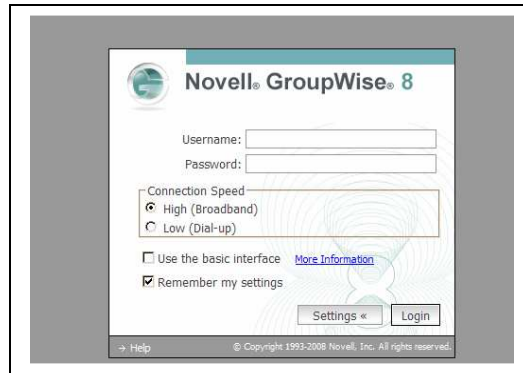 Novell® GroupWise® 8
Username:
Password:
Connection Speed
High (Broadband)
Low (Dial-up)
Use the basic interface More Information
Remember my settings
Settings « Login
→ Help © Copyright 1993-2008 Novell, Inc. All rights reserved.